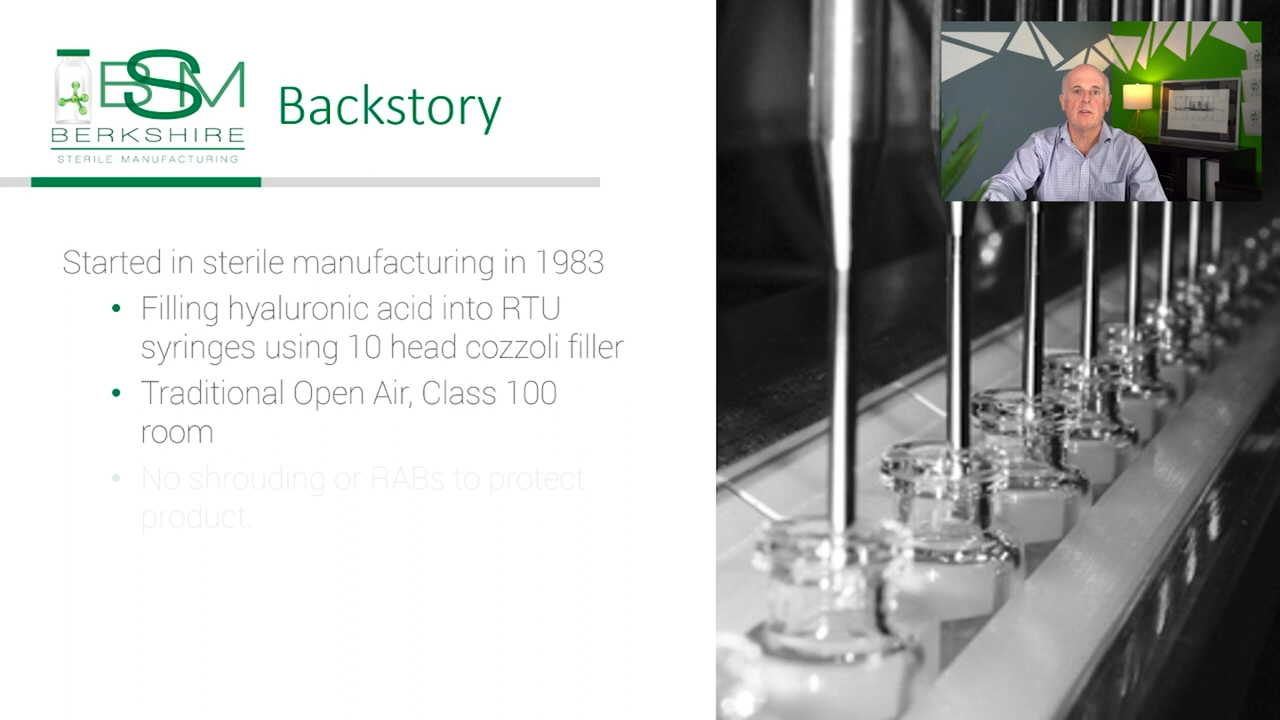 BSM
BERKSHIRE
STERILE MANUFACTURING
Backstory
Started in sterile manufacturing in 1983
• Filling hyaluronic acid into RTU
syringes using 10 head cozzoli filler
• Traditional Open Air, Class 100
room
• No shrouding or RABs to protect
product.